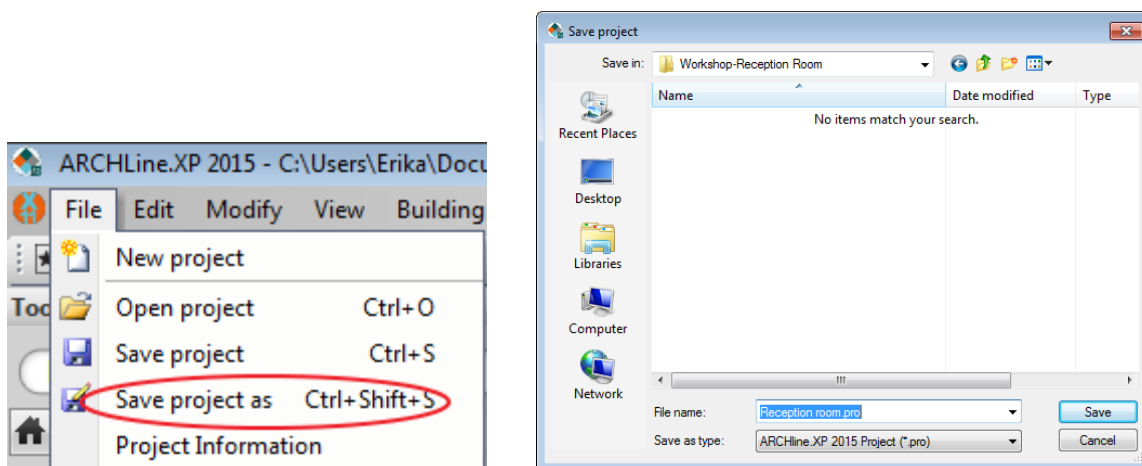 ARCHLine.XP 2015 - C:\Users\Erika\Docu
File Edit Modify View Building
New project
Too
Open project Ctrl+O
Save project Ctrl+S
Save project as Ctrl+Shift+S
Project Information
Save project
Save in: Workshop-Reception Room
Name Date modified Type
No items match your search.
Recent Places
Desktop
Libraries
Computer
Network
File name: Reception room.pro Save
Save as type: ARCHline.XP 2015 Project (*.pro) Cancel